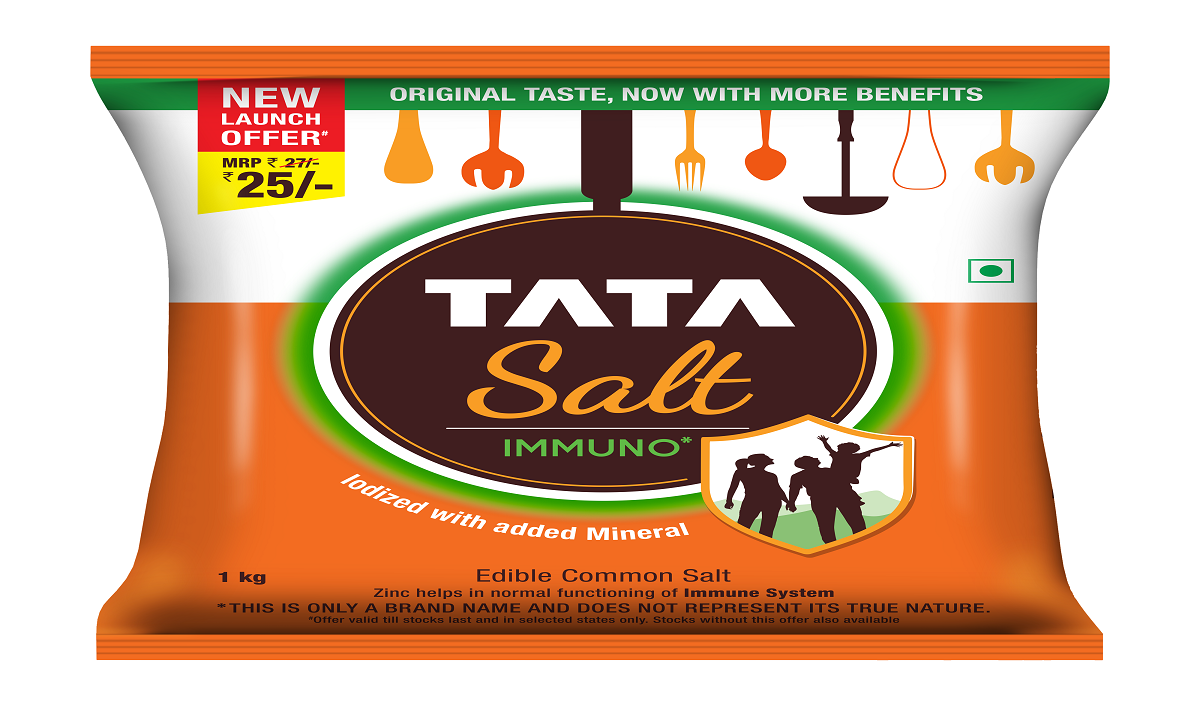 NEW
LAUNCH
OFFER#
MRP ₹ 27/-
₹25/-
ORIGINAL TASTE, NOW WITH MORE BENEFITS
TATA
Salt
IMMUNO*
Iodized with added Mineral
1 kg
Edible Common Salt
Zinc helps in normal functioning of Immune System
*THIS IS ONLY A BRAND NAME AND DOES NOT REPRESENT ITS TRUE NATURE.
#Offer valid till stocks last and in selected states only. Stocks without this offer also available